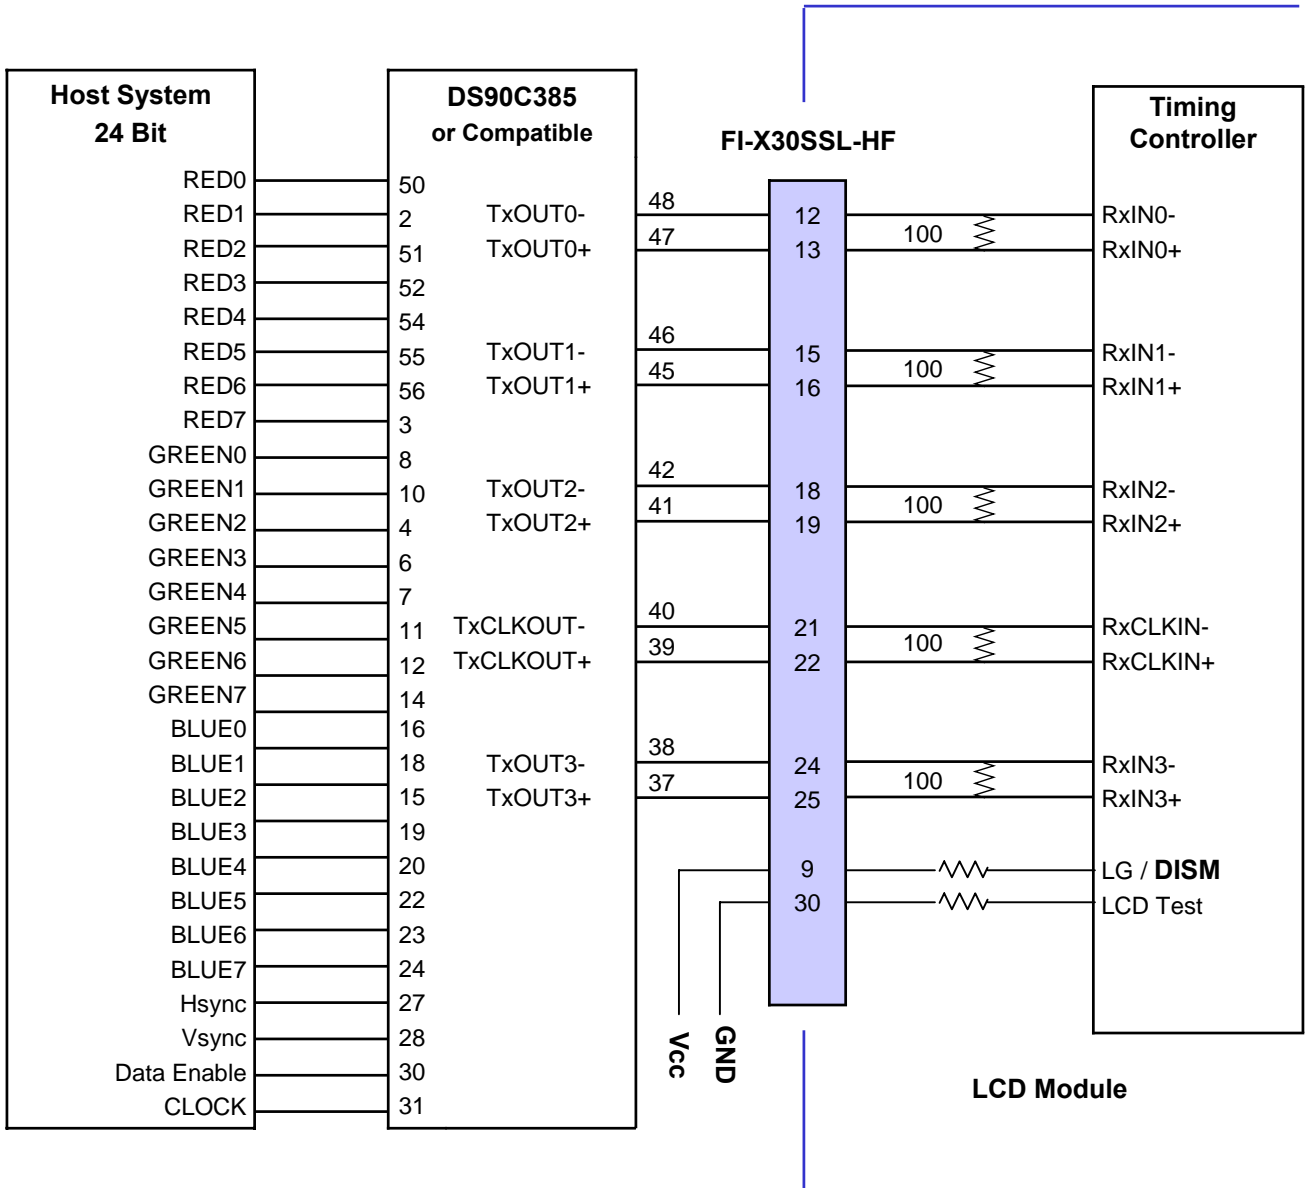 Host System
24 Bit
DS90C385
or Compatible
FI-X30SSL-HF
Timing
Controller
RED0 50
RED1 2 TxOUT0- 48 12 RxIN0-
100
RED2 51 TxOUT0+ 47 13 RxIN0+
RED3 52
RED4 54
RED5 55 TxOUT1- 46 15 RxIN1-
100
RED6 56 TxOUT1+ 45 16 RxIN1+
RED7 3
GREEN0 8
GREEN1 10 TxOUT2- 42 18 RxIN2-
100
GREEN2 4 TxOUT2+ 41 19 RxIN2+
GREEN3 6
GREEN4 7
GREEN5 11 TxCLKOUT- 40 21 RxCLKIN-
100
GREEN6 12 TxCLKOUT+ 39 22 RxCLKIN+
GREEN7 14
BLUE0 16
BLUE1 18 TxOUT3- 38 24 RxIN3-
100
BLUE2 15 TxOUT3+ 37 25 RxIN3+
BLUE3 19
BLUE4 20 9 LG / DISM
BLUE5 22 30 LCD Test
BLUE6 23
BLUE7 24
Hsync 27
Vsync 28
Data Enable 30
CLOCK 31
Vcc
GND
LCD Module